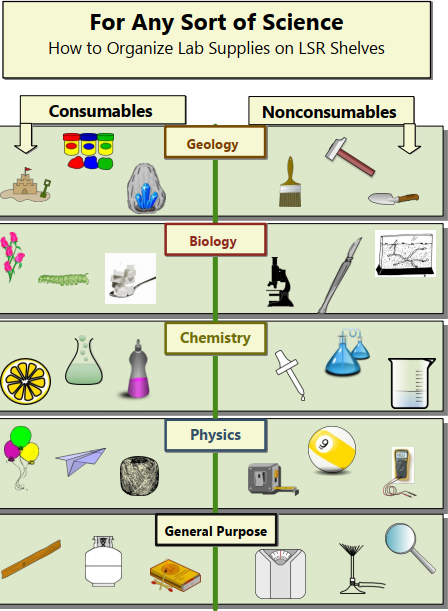 For Any Sort of Science
How to Organize Lab Supplies on LSR Shelves
Consumables
Nonconsumables
Geology
Biology
Chemistry
Physics
9
General Purpose